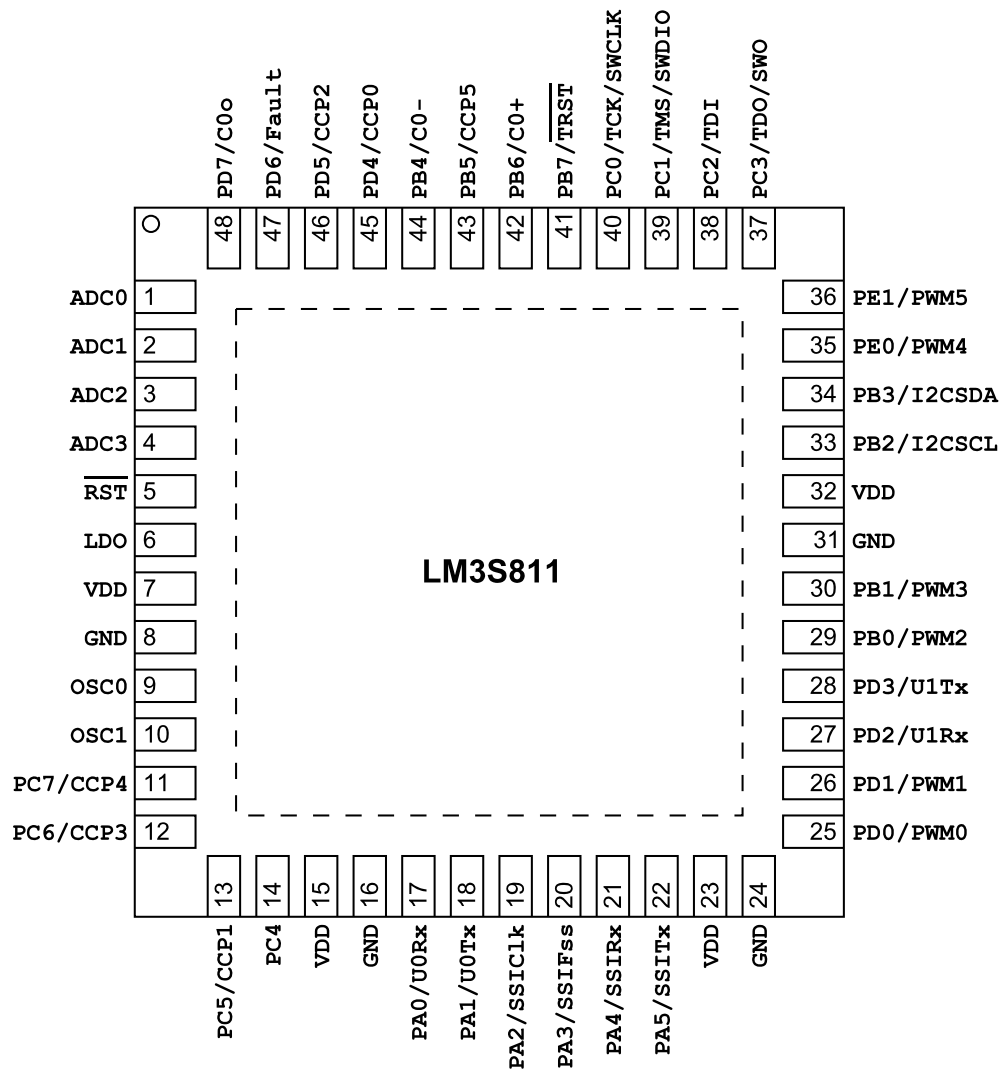 PD7/C0o
PD6/Fault
PD5/CCP2
PD4/CCP0
PB4/C0-
PB5/CCP5
PB6/C0+
PB7/TRST
PC0/TCK/SWCLK
PC1/TMS/SWDIO
PC2/TDI
PC3/TDO/SWO
48
47
46
45
44
43
42
41
40
39
38
37
ADC0 1
ADC1 2
ADC2 3
ADC3 4
RST 5
LDO 6
VDD 7
GND 8
OSC0 9
OSC1 10
PC7/CCP4 11
PC6/CCP3 12
LM3S811
36 PE1/PWM5
35 PE0/PWM4
34 PB3/I2CSDA
33 PB2/I2CSCL
32 VDD
31 GND
30 PB1/PWM3
29 PB0/PWM2
28 PD3/U1Tx
27 PD2/U1Rx
26 PD1/PWM1
25 PD0/PWM0
13
14
15
16
17
18
19
20
21
22
23
24
PC5/CCP1
PC4
VDD
GND
PA0/U0Rx
PA1/U0Tx
PA2/SSIClk
PA3/SSIFss
PA4/SSIRx
PA5/SSITx
VDD
GND